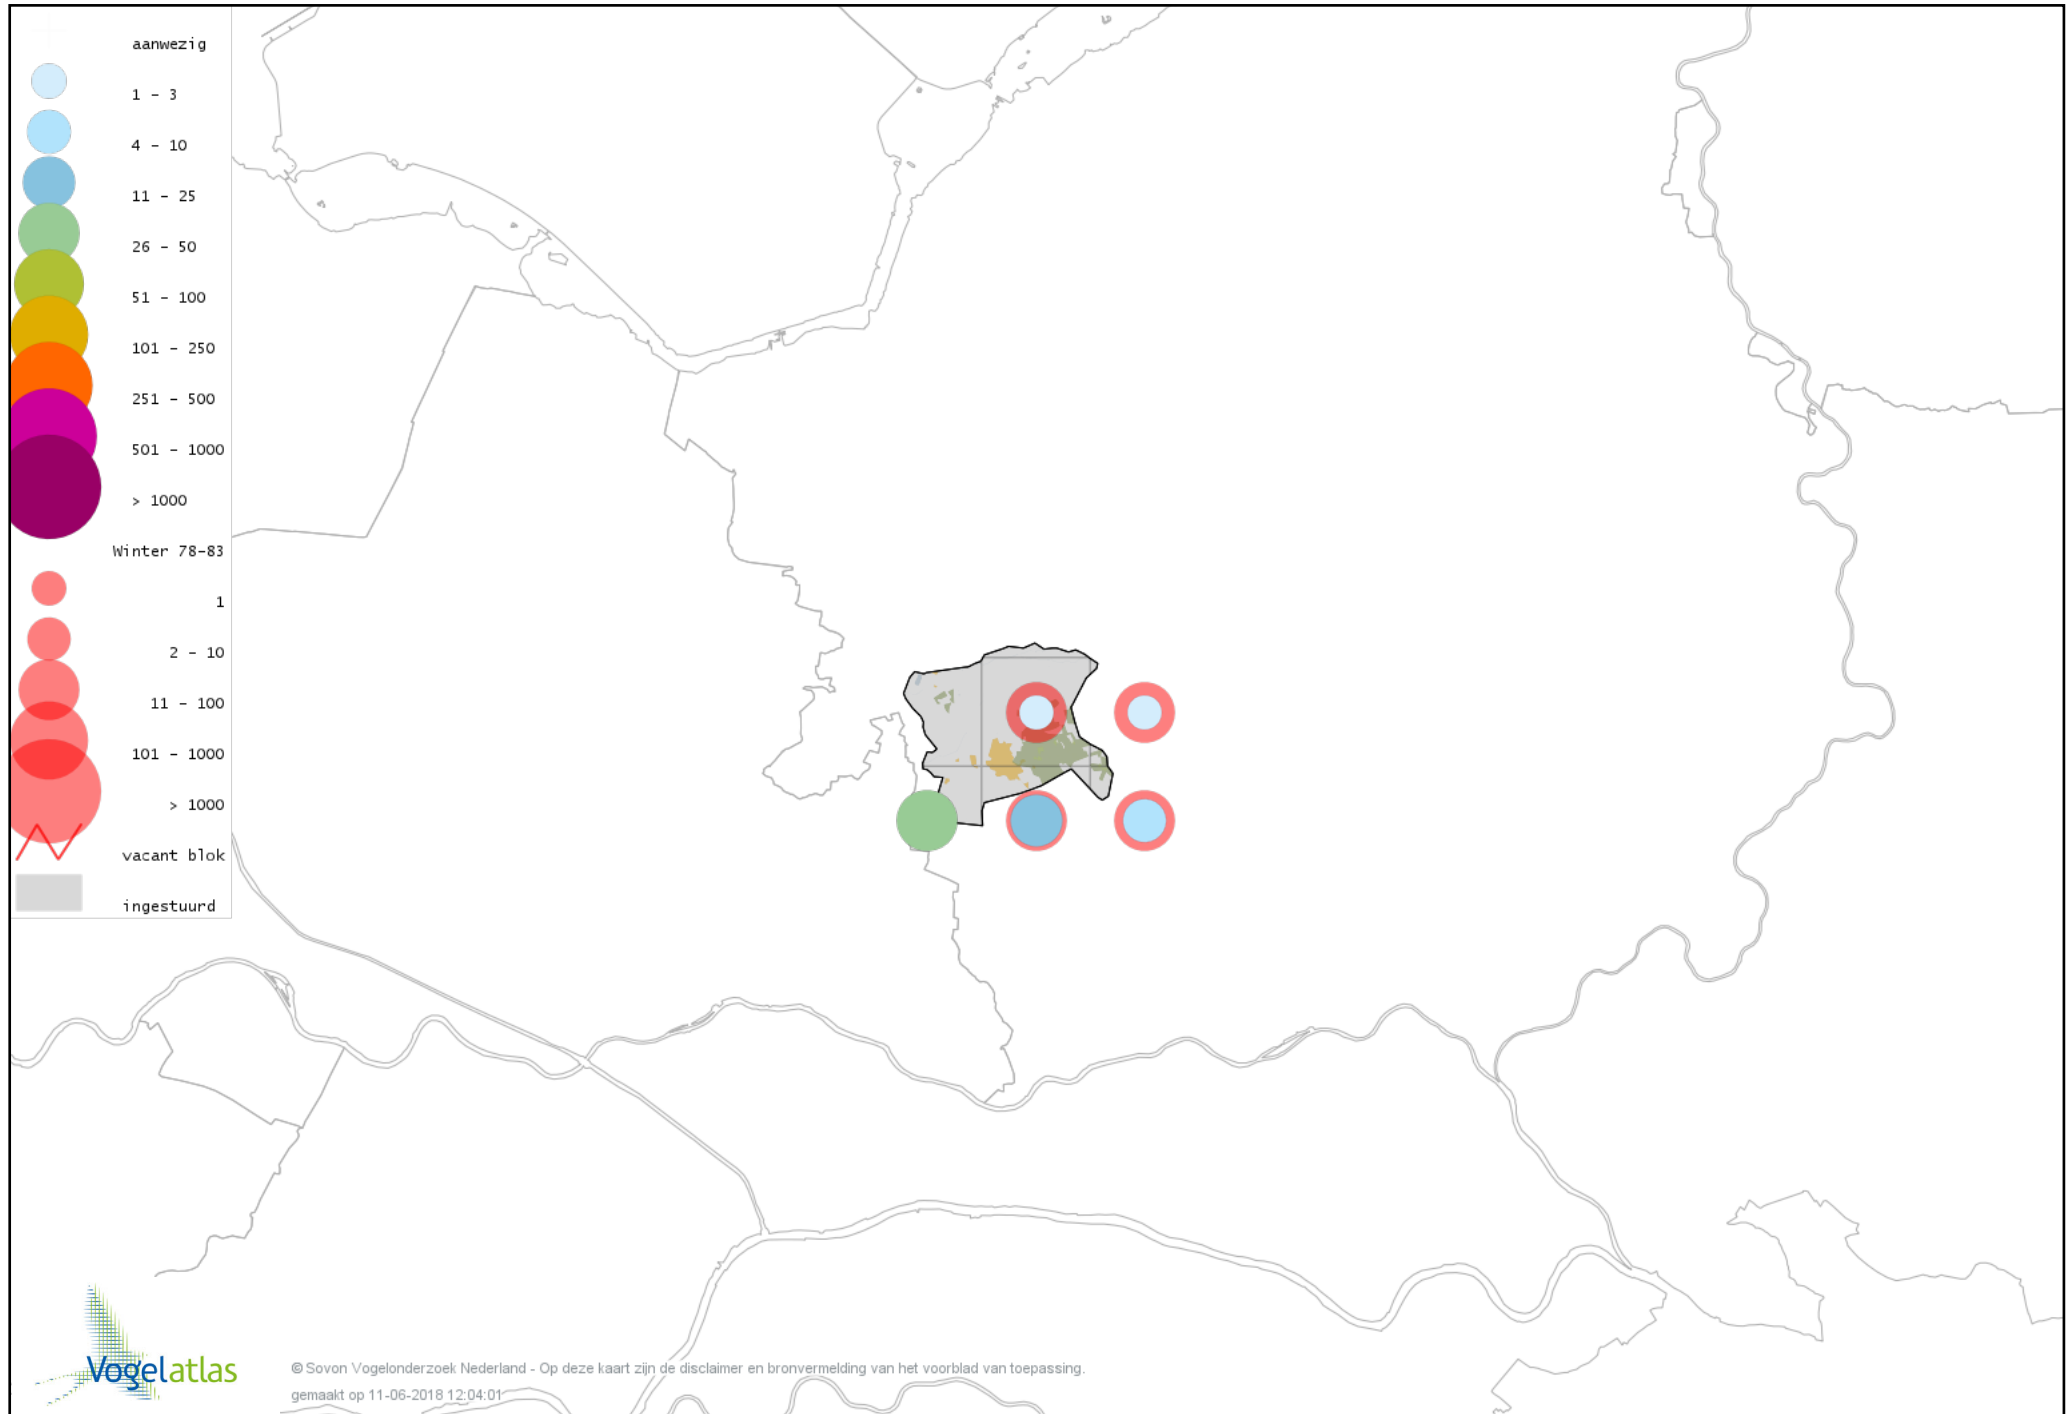 aanwezig
1 – 3
4 – 10
11 – 25
26 – 50
51 – 100
101 – 250
251 – 500
501 – 1000
> 1000
Winter 78–83
1
2 – 10
11 – 100
101 – 1000
> 1000
vacant blok
ingestuurd
Vogelatlas
© Sovon Vogelonderzoek Nederland - Op deze kaart zijn de disclaimer en bronvermelding van het voorblad van toepassing.
gemaakt op 11-06-2018 12:04:01